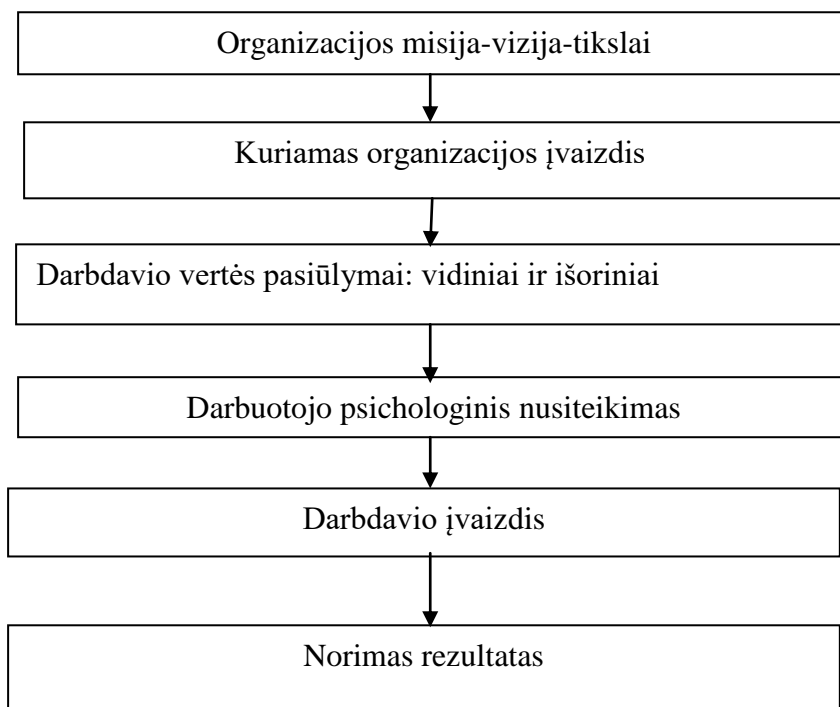 Organizacijos misija-vizija-tikslai
Kuriamas organizacijos įvaizdis
Darbdavio vertės pasiūlymai: vidiniai ir išoriniai
Darbuotojo psichologinis nusiteikimas
Darbdavio įvaizdis
Norimas rezultatas